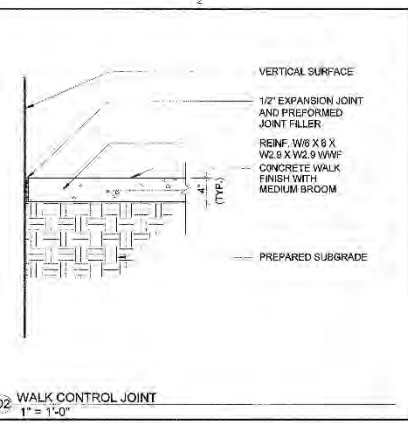 2
VERTICAL SURFACE
1/2" EXPANSION JOINT
AND PREFORMED
JOINT FILLER
REINF. W/6 X 6 X
W2.9 X W2.9 WWF
CONCRETE WALK
FINISH WITH
MEDIUM BROOM
4"
(TYP.)
PREPARED SUBGRADE
02 WALK CONTROL JOINT
1" = 1'-0"